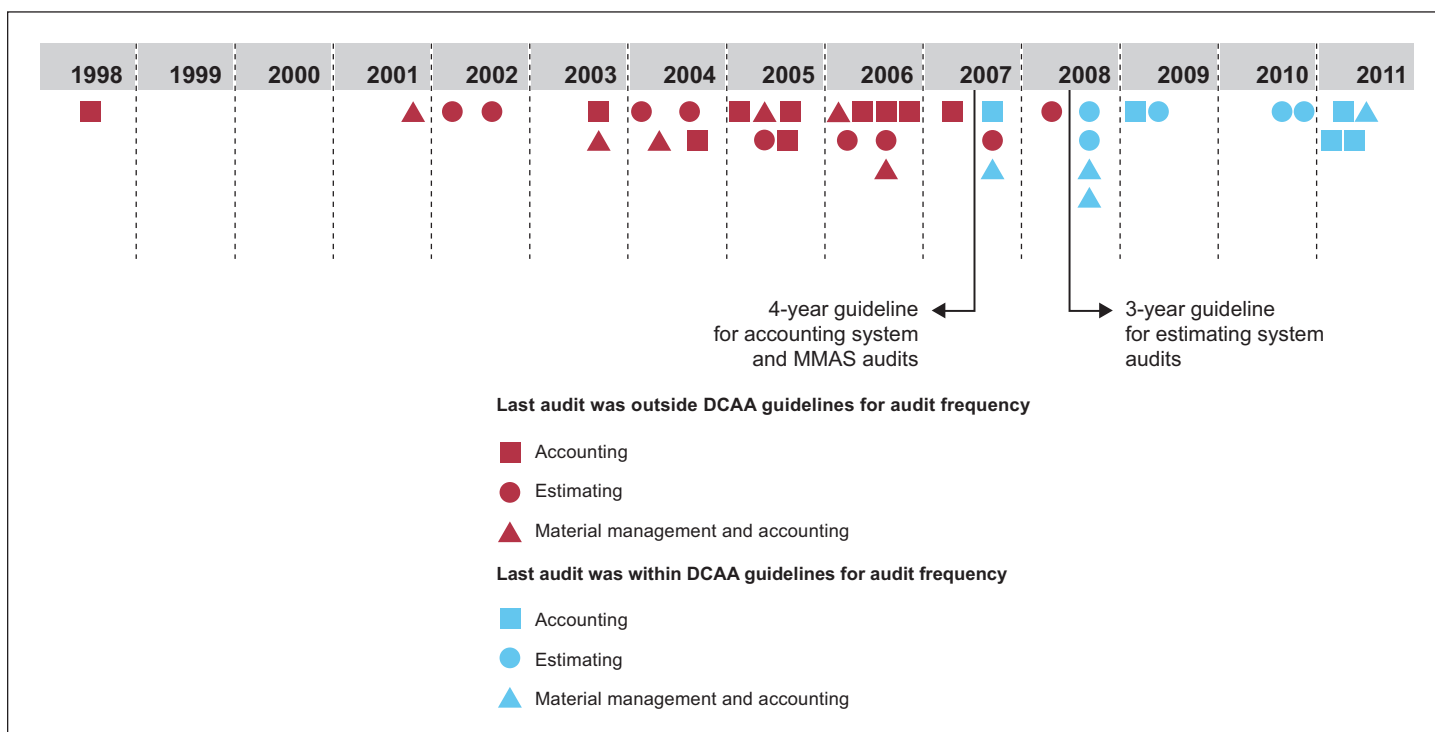 1998 1999 2000 2001 2002 2003 2004 2005 2006 2007 2008 2009 2010 2011
4-year guideline
for accounting system
and MMAS audits
3-year guideline
for estimating system
audits
Last audit was outside DCAA guidelines for audit frequency
Accounting
Estimating
Material management and accounting
Last audit was within DCAA guidelines for audit frequency
Accounting
Estimating
Material management and accounting